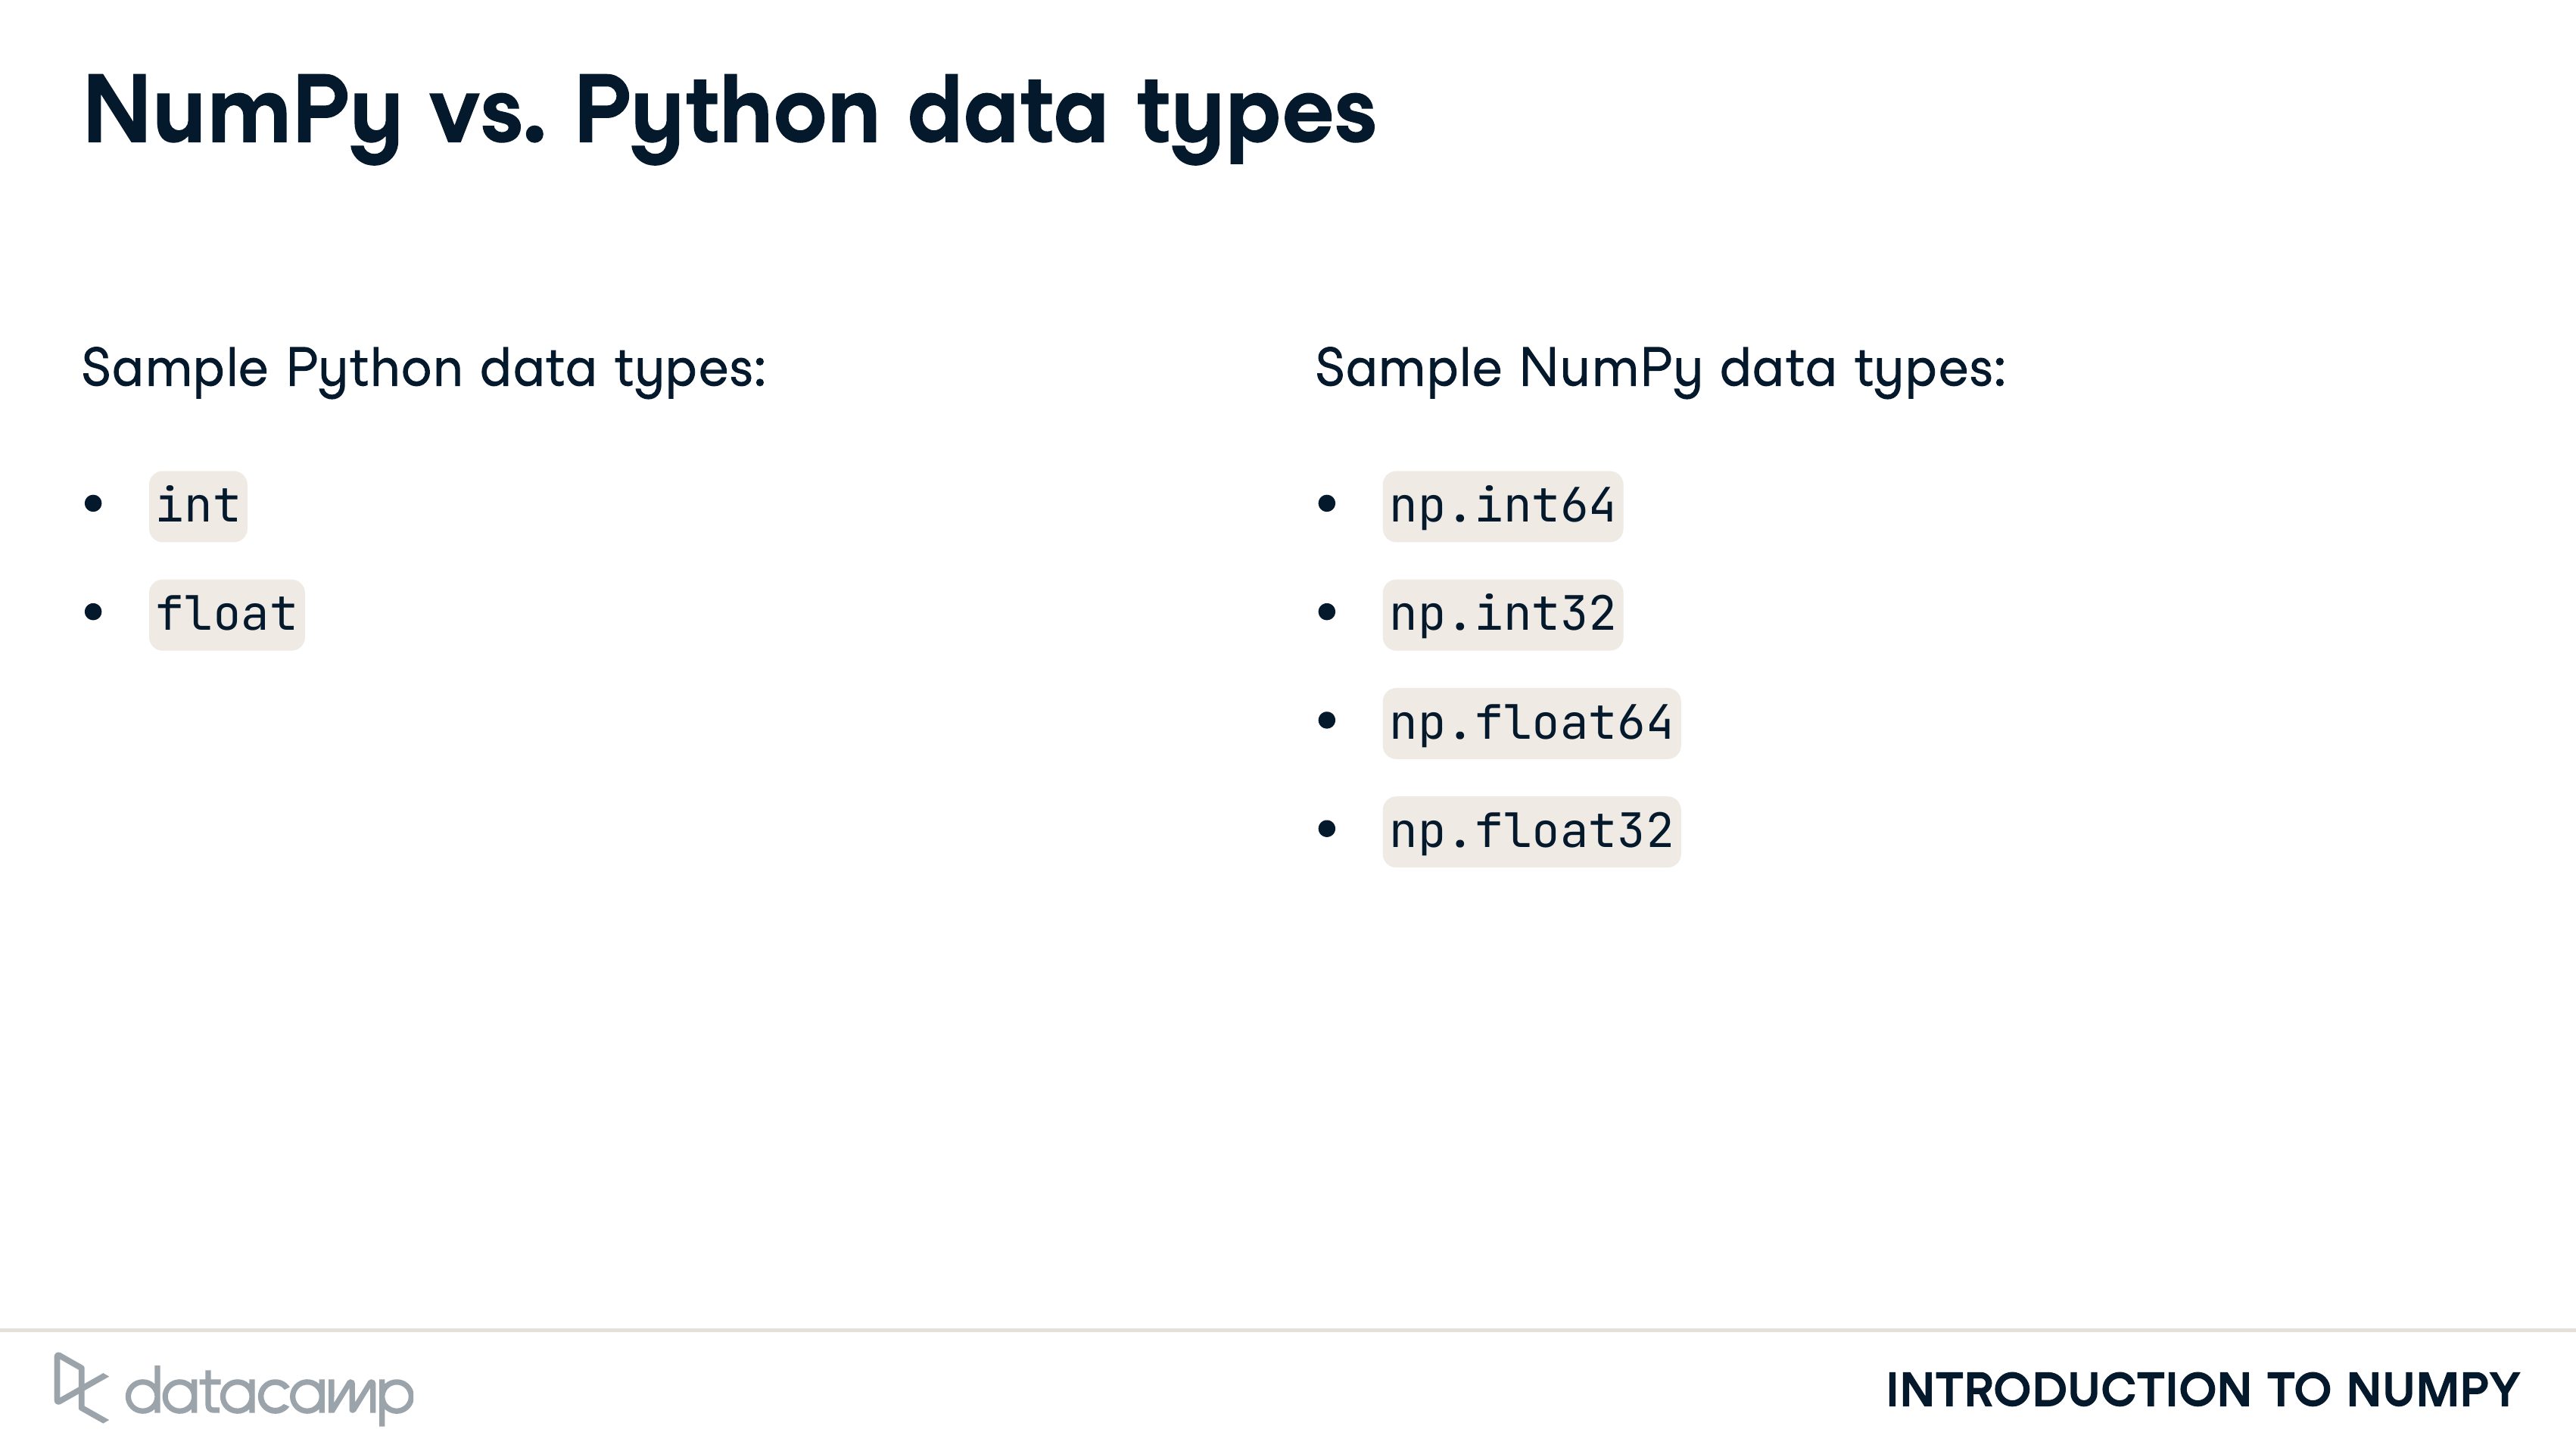 NumPy vs. Python data types
Sample Python data types:
• int
• float
Sample NumPy data types:
• np.int64
• np.int32
• np.float64
• np.float32
datacamp
INTRODUCTION TO NUMPY